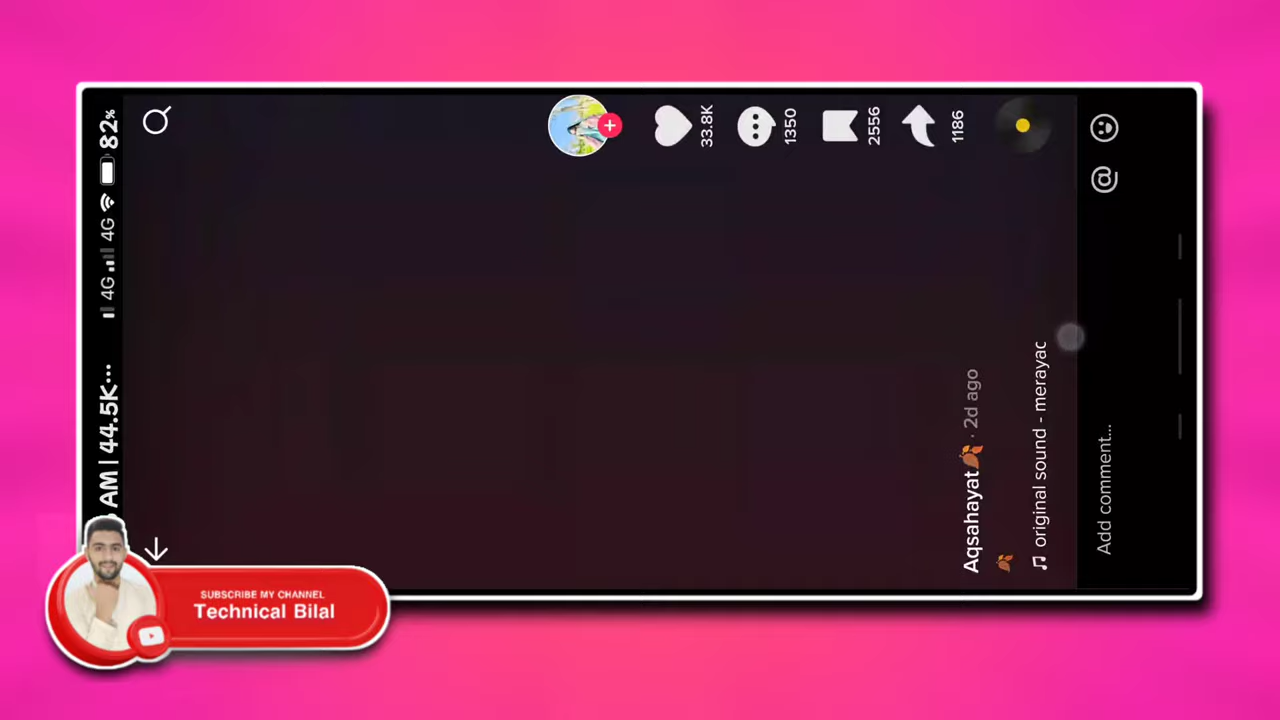 AM | 44.5K...
4G
4G
82%
33.8K
1350
2556
1186
Aqsahayat🍂 · 2d ago
🍂
original sound - merayac
Add comment...
@
SUBSCRIBE MY CHANNEL
Technical Bilal